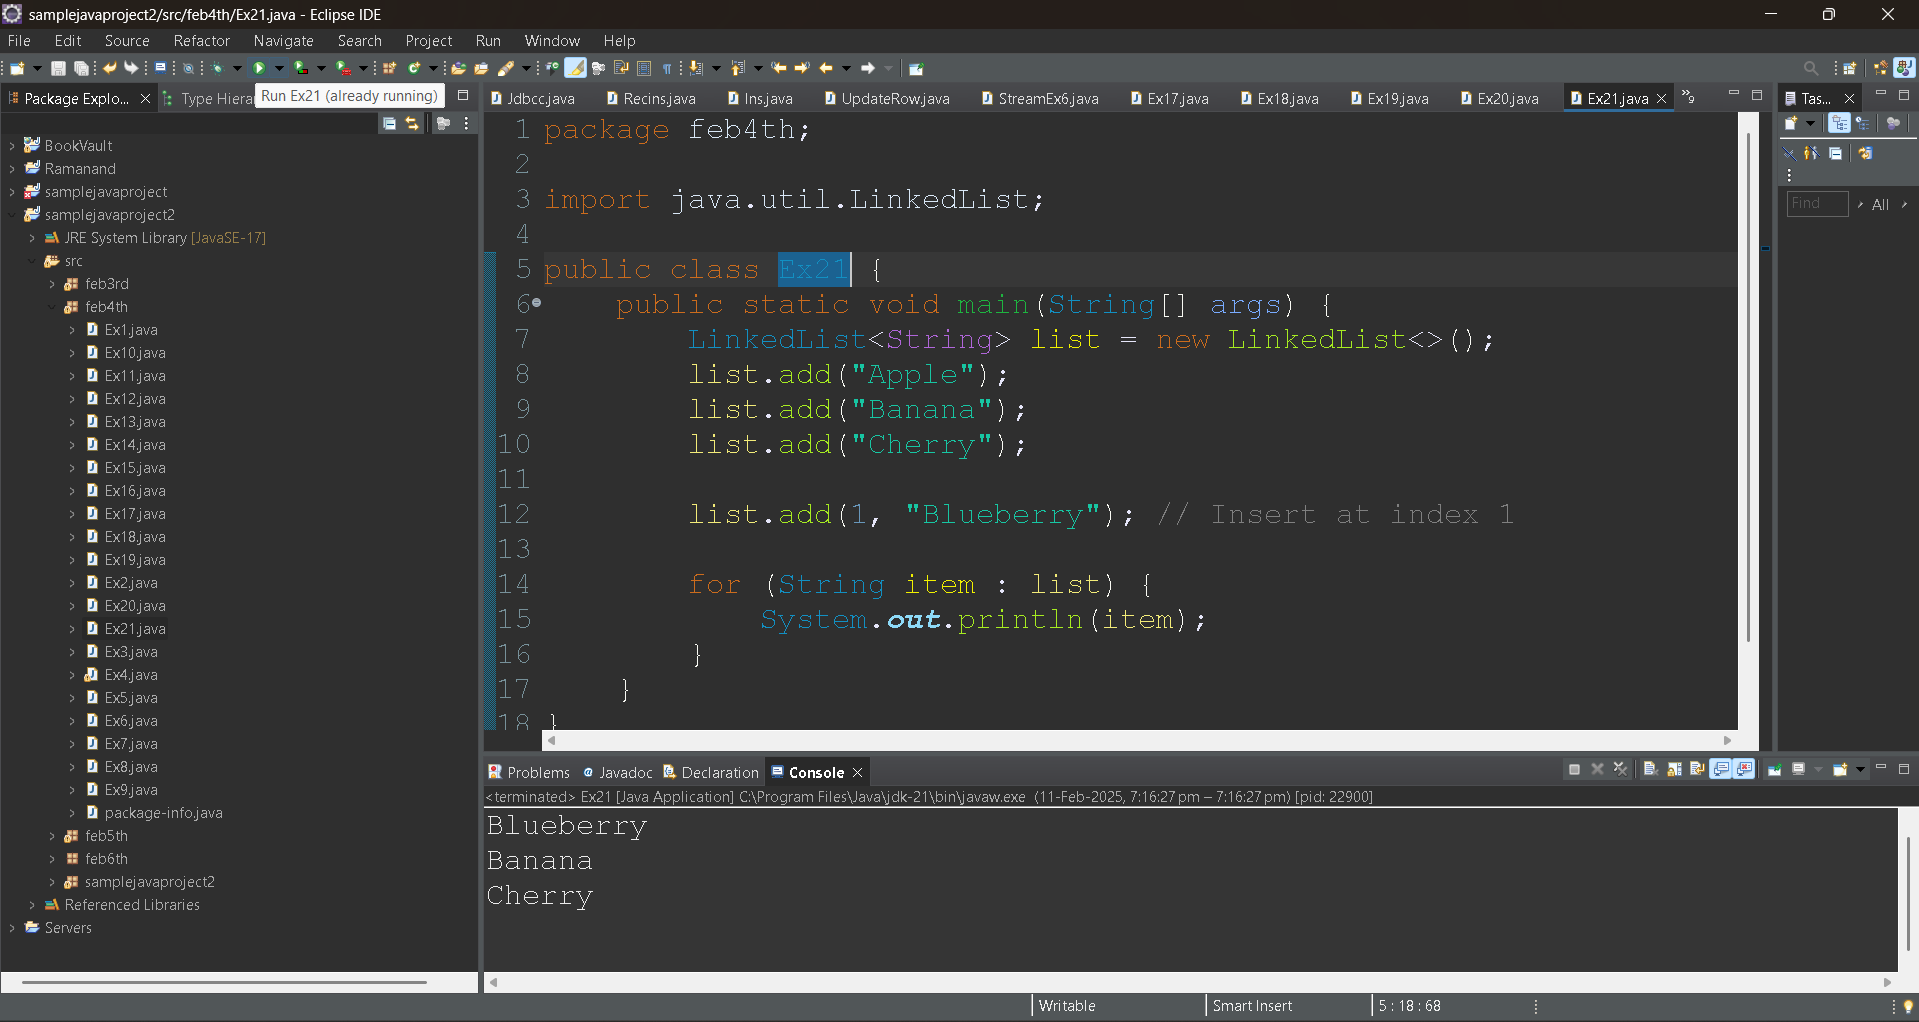 samplejavaproject2/src/feb4th/Ex21.java - Eclipse IDE
File Edit Source Refactor Navigate Search Project Run Window Help
Package Explo... Type Hierar Run Ex21 (already running)
Jdbcc.java Recins.java Ins.java UpdateRow.java StreamEx6.java Ex17.java Ex18.java Ex19.java Ex20.java Ex21.java »9
Tas...
Find All
BookVault
Ramanand
samplejavaproject
samplejavaproject2
JRE System Library [JavaSE-17]
src
feb3rd
feb4th
Ex1.java
Ex10.java
Ex11.java
Ex12.java
Ex13.java
Ex14.java
Ex15.java
Ex16.java
Ex17.java
Ex18.java
Ex19.java
Ex2.java
Ex20.java
Ex21.java
Ex3.java
Ex4.java
Ex5.java
Ex6.java
Ex7.java
Ex8.java
Ex9.java
package-info.java
feb5th
feb6th
samplejavaproject2
Referenced Libraries
Servers
1 package feb4th;
2
3 import java.util.LinkedList;
4
5 public class Ex21 {
6 public static void main(String[] args) {
7 LinkedList<String> list = new LinkedList<>();
8 list.add("Apple");
9 list.add("Banana");
10 list.add("Cherry");
11
12 list.add(1, "Blueberry"); // Insert at index 1
13
14 for (String item : list) {
15 System.out.println(item);
16 }
17 }
18 }
Problems Javadoc Declaration Console
<terminated> Ex21 [Java Application] C:\Program Files\Java\jdk-21\bin\javaw.exe (11-Feb-2025, 7:16:27 pm – 7:16:27 pm) [pid: 22900]
Blueberry
Banana
Cherry
Writable Smart Insert 5 : 18 : 68